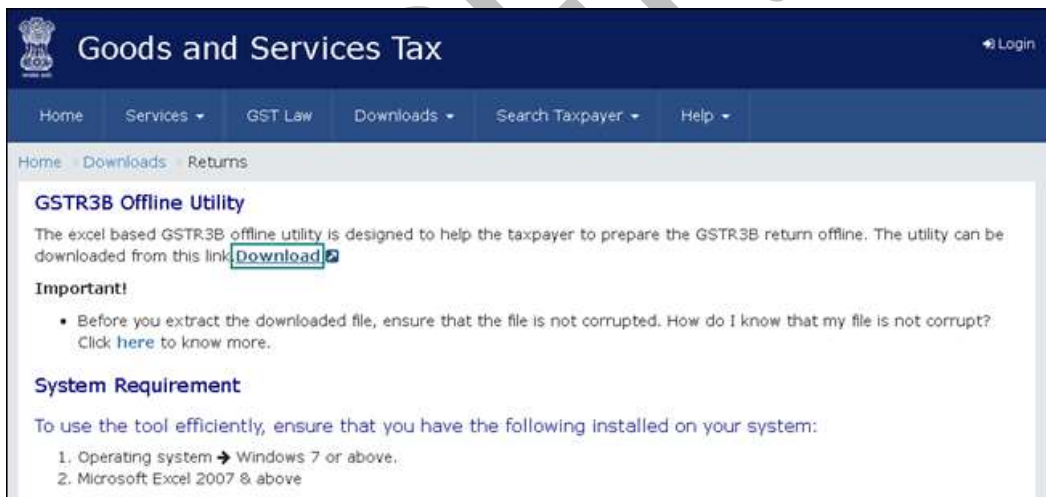 Goods and Services Tax
Login
Home Services GST Law Downloads Search Taxpayer Help
Home Downloads Returns
GSTR3B Offline Utility
The excel based GSTR3B offline utility is designed to help the taxpayer to prepare the GSTR3B return offline. The utility can be
downloaded from this link Download
Important!
• Before you extract the downloaded file, ensure that the file is not corrupted. How do I know that my file is not corrupt?
Click here to know more.
System Requirement
To use the tool efficiently, ensure that you have the following installed on your system:
1. Operating system ➔ Windows 7 or above.
2. Microsoft Excel 2007 & above